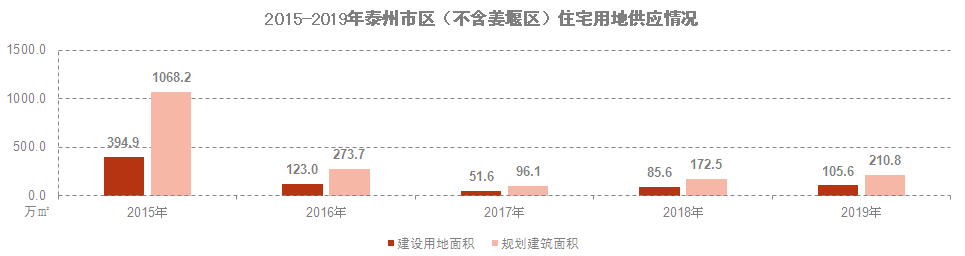 2015-2019年泰州市区（不含姜堰区）住宅用地供应情况
1500.0
1000.0
500.0
0.0
万㎡
394.9
1068.2
123.0
273.7
51.6
96.1
85.6
172.5
105.6
210.8
2015年
2016年
2017年
2018年
2019年
建设用地面积
规划建筑面积